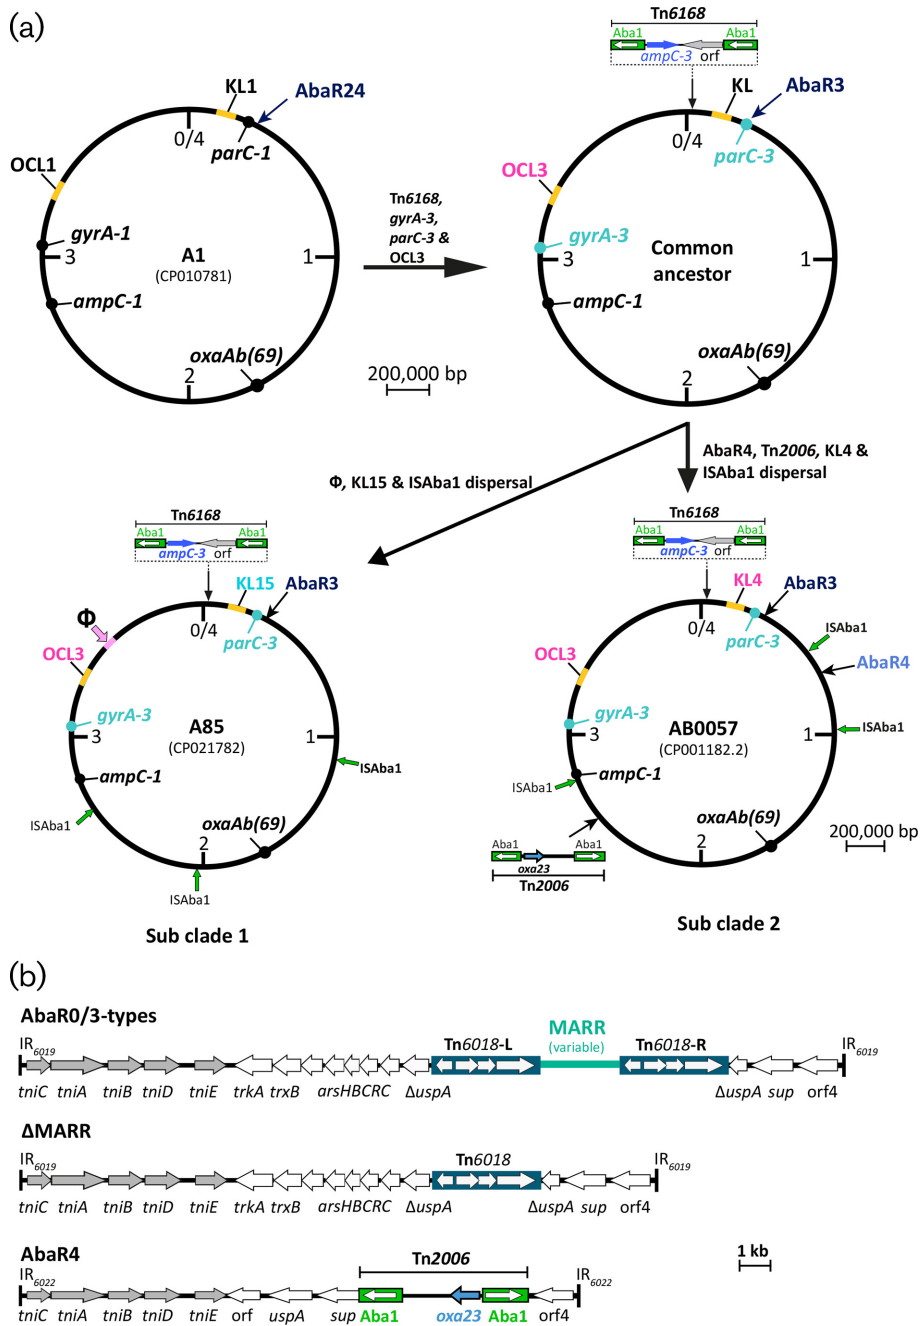 (a)
Tn6168
Aba1 Aba1
ampC-3 orf
KL1
AbaR24
0/4
parC-1
OCL1
gyrA-1
3
A1
(CP010781)
1
ampC-1
oxaAb(69)
2
Tn6168,
gyrA-3,
parC-3 &
OCL3
200,000 bp
KL
AbaR3
0/4
parC-3
OCL3
gyrA-3
3
Common
ancestor
1
ampC-1
oxaAb(69)
2
Φ, KL15 & ISAba1 dispersal
AbaR4, Tn2006, KL4 &
ISAba1 dispersal
Tn6168
Aba1 Aba1
ampC-3 orf
KL15
AbaR3
0/4
parC-3
Φ
OCL3
gyrA-3
3
A85
(CP021782)
1
ISAba1
ampC-1
ISAba1
oxaAb(69)
2
ISAba1
Sub clade 1
Tn6168
Aba1 Aba1
ampC-3 orf
KL4
AbaR3
0/4
parC-3
ISAba1
AbaR4
OCL3
gyrA-3
3
AB0057
(CP001182.2)
1
ISAba1
ampC-1
ISAba1
oxaAb(69)
2
Aba1 Aba1
oxa23
Tn2006
200,000 bp
Sub clade 2
(b)
AbaR0/3-types
MARR
(variable)
IR6019 Tn6018-L Tn6018-R IR6019
tniC tniA tniB tniD tniE trkA trxB arsHBCRC ΔuspA ΔuspA sup orf4
ΔMARR
IR6019 Tn6018 IR6019
tniC tniA tniB tniD tniE trkA trxB arsHBCRC ΔuspA ΔuspA sup orf4
AbaR4
Tn2006
1 kb
IR6022 IR6022
tniC tniA tniB tniD tniE orf uspA sup Aba1 oxa23 Aba1 orf4